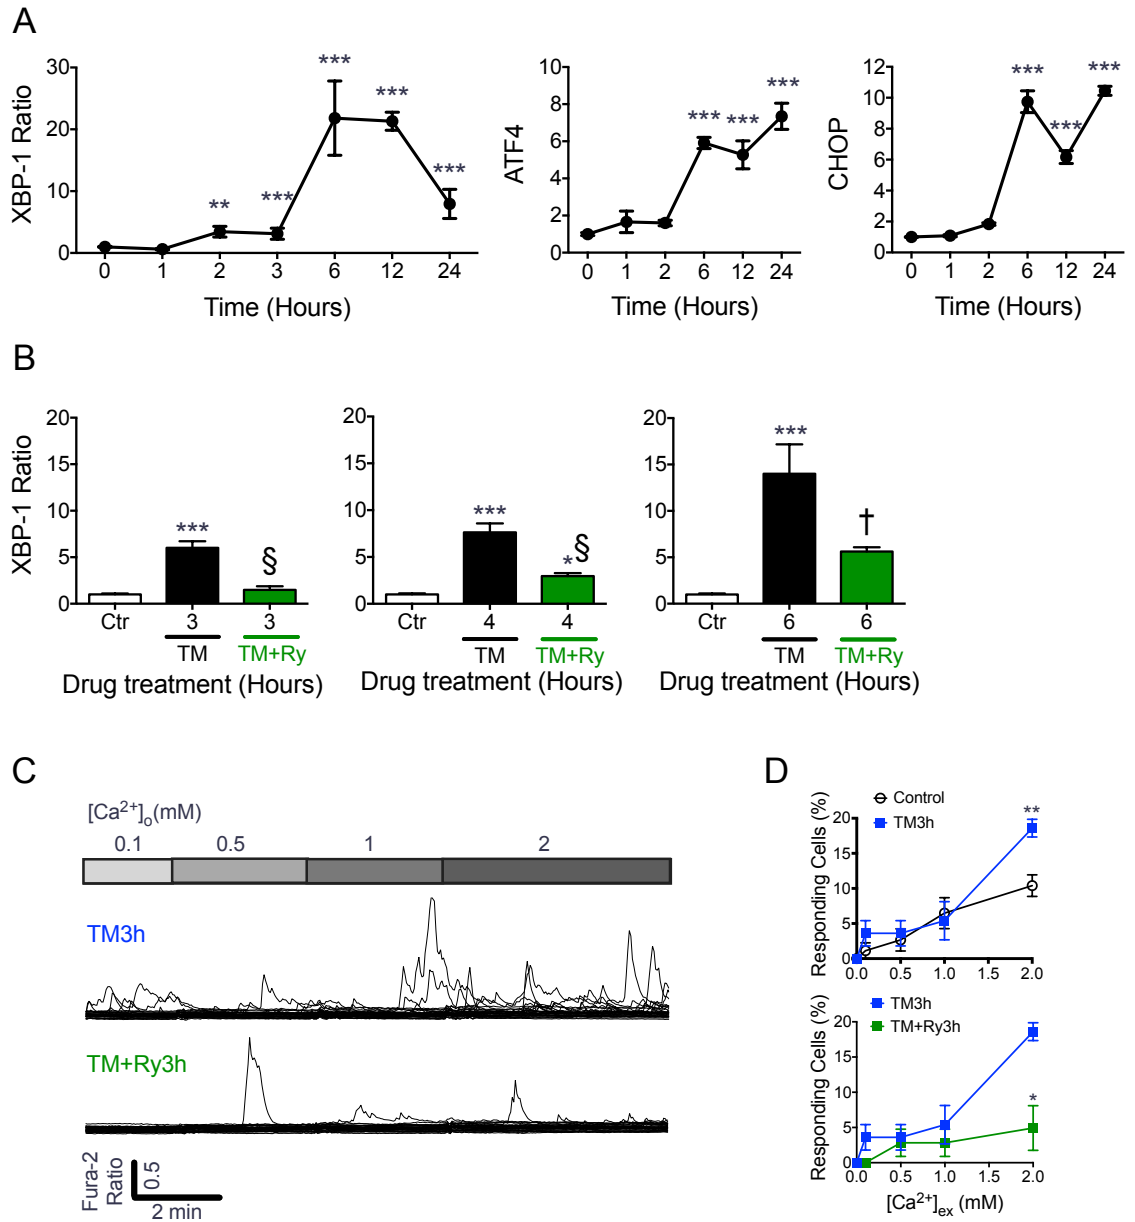 A
XBP-1 Ratio
30
20
10
0
** *** *** *** ***
0 1 2 3 6 12 24
Time (Hours)
ATF4
10
8
6
4
2
0
*** *** ***
0 1 2 6 12 24
Time (Hours)
CHOP
12
10
8
6
4
2
0
*** *** ***
0 1 2 6 12 24
Time (Hours)
B
XBP-1 Ratio
20
15
10
5
0
***
§
Ctr 3 3
TM TM+Ry
Drug treatment (Hours)
20
15
10
5
0
***
*§
Ctr 4 4
TM TM+Ry
Drug treatment (Hours)
20
15
10
5
0
***
†
Ctr 6 6
TM TM+Ry
Drug treatment (Hours)
C
[Ca²⁺]ₒ(mM)
0.1 0.5 1 2
TM3h
TM+Ry3h
Fura-2
Ratio
0.5
2 min
D
Control
TM3h
Responding Cells (%)
20
15
10
5
0
**
0.0 0.5 1.0 1.5 2.0
TM3h
TM+Ry3h
Responding Cells (%)
20
15
10
5
0
*
0.0 0.5 1.0 1.5 2.0
[Ca²⁺]ₑₓ (mM)